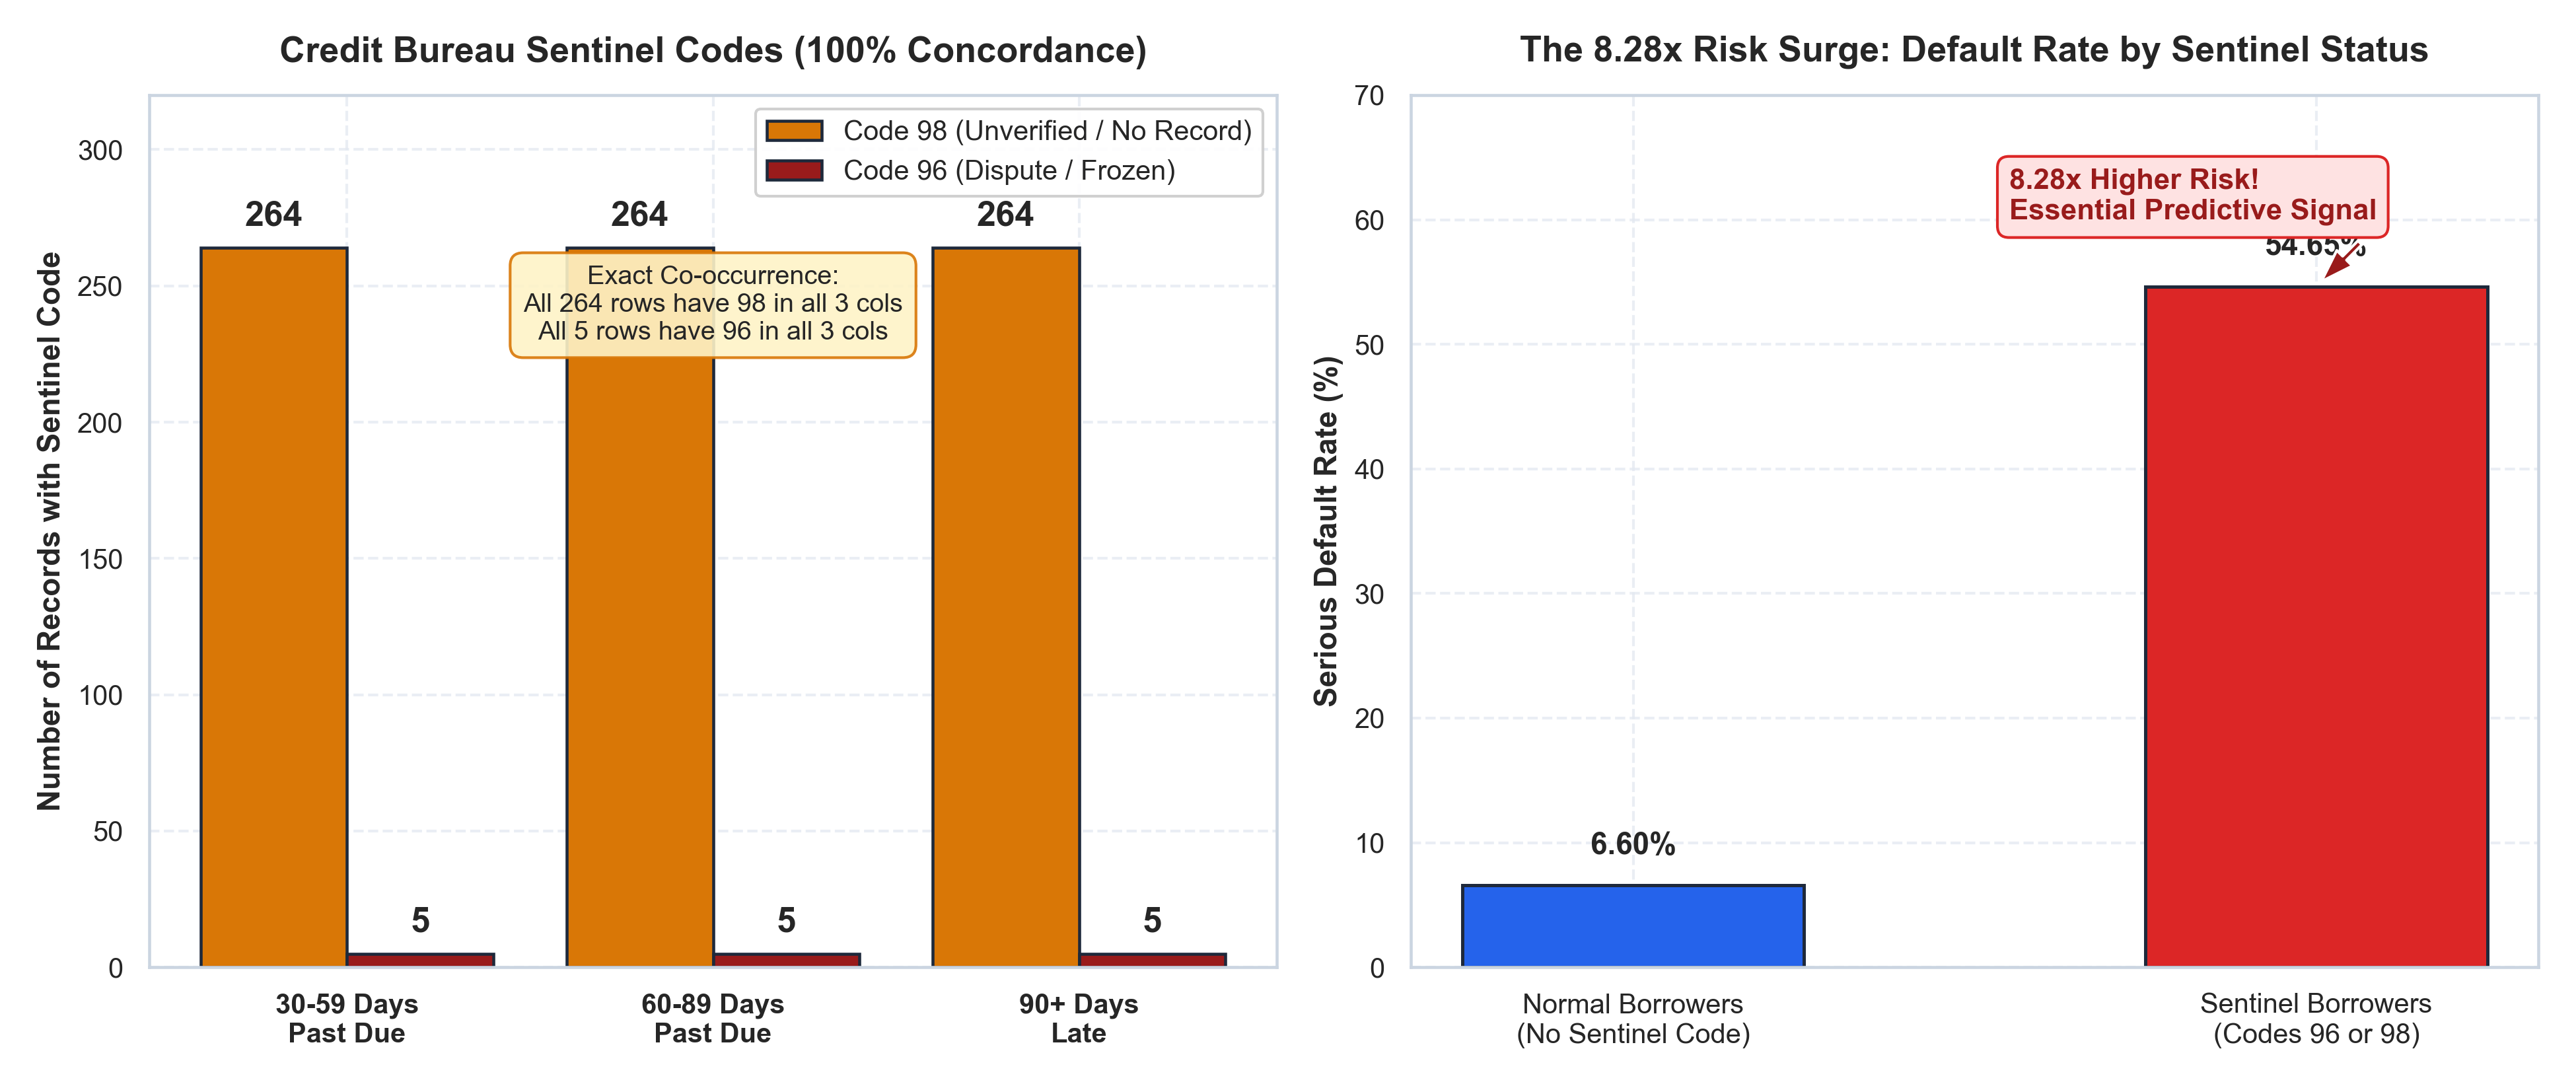 Credit Bureau Sentinel Codes (100% Concordance)
Number of Records with Sentinel Code
300
250
200
150
100
50
0
Code 98 (Unverified / No Record)
Code 96 (Dispute / Frozen)
264
264
264
Exact Co-occurrence:
All 264 rows have 98 in all 3 cols
All 5 rows have 96 in all 3 cols
5
5
5
30-59 Days
Past Due
60-89 Days
Past Due
90+ Days
Late
The 8.28x Risk Surge: Default Rate by Sentinel Status
Serious Default Rate (%)
70
60
50
40
30
20
10
0
8.28x Higher Risk!
Essential Predictive Signal
54.65%
6.60%
Normal Borrowers
(No Sentinel Code)
Sentinel Borrowers
(Codes 96 or 98)